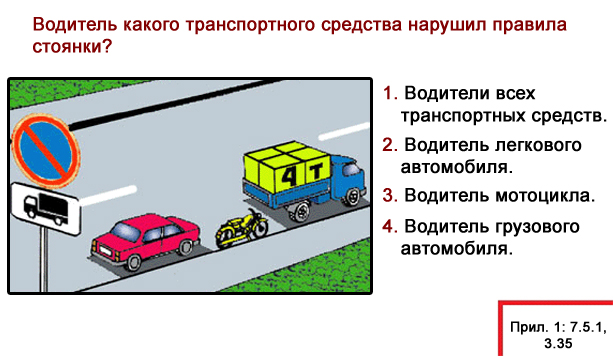 Водитель какого транспортного средства нарушил правила
стоянки?
1. Водители всех
транспортных средств.
2. Водитель легкового
автомобиля.
3. Водитель мотоцикла.
4. Водитель грузового
автомобиля.
4 Т
Прил. 1: 7.5.1,
3.35